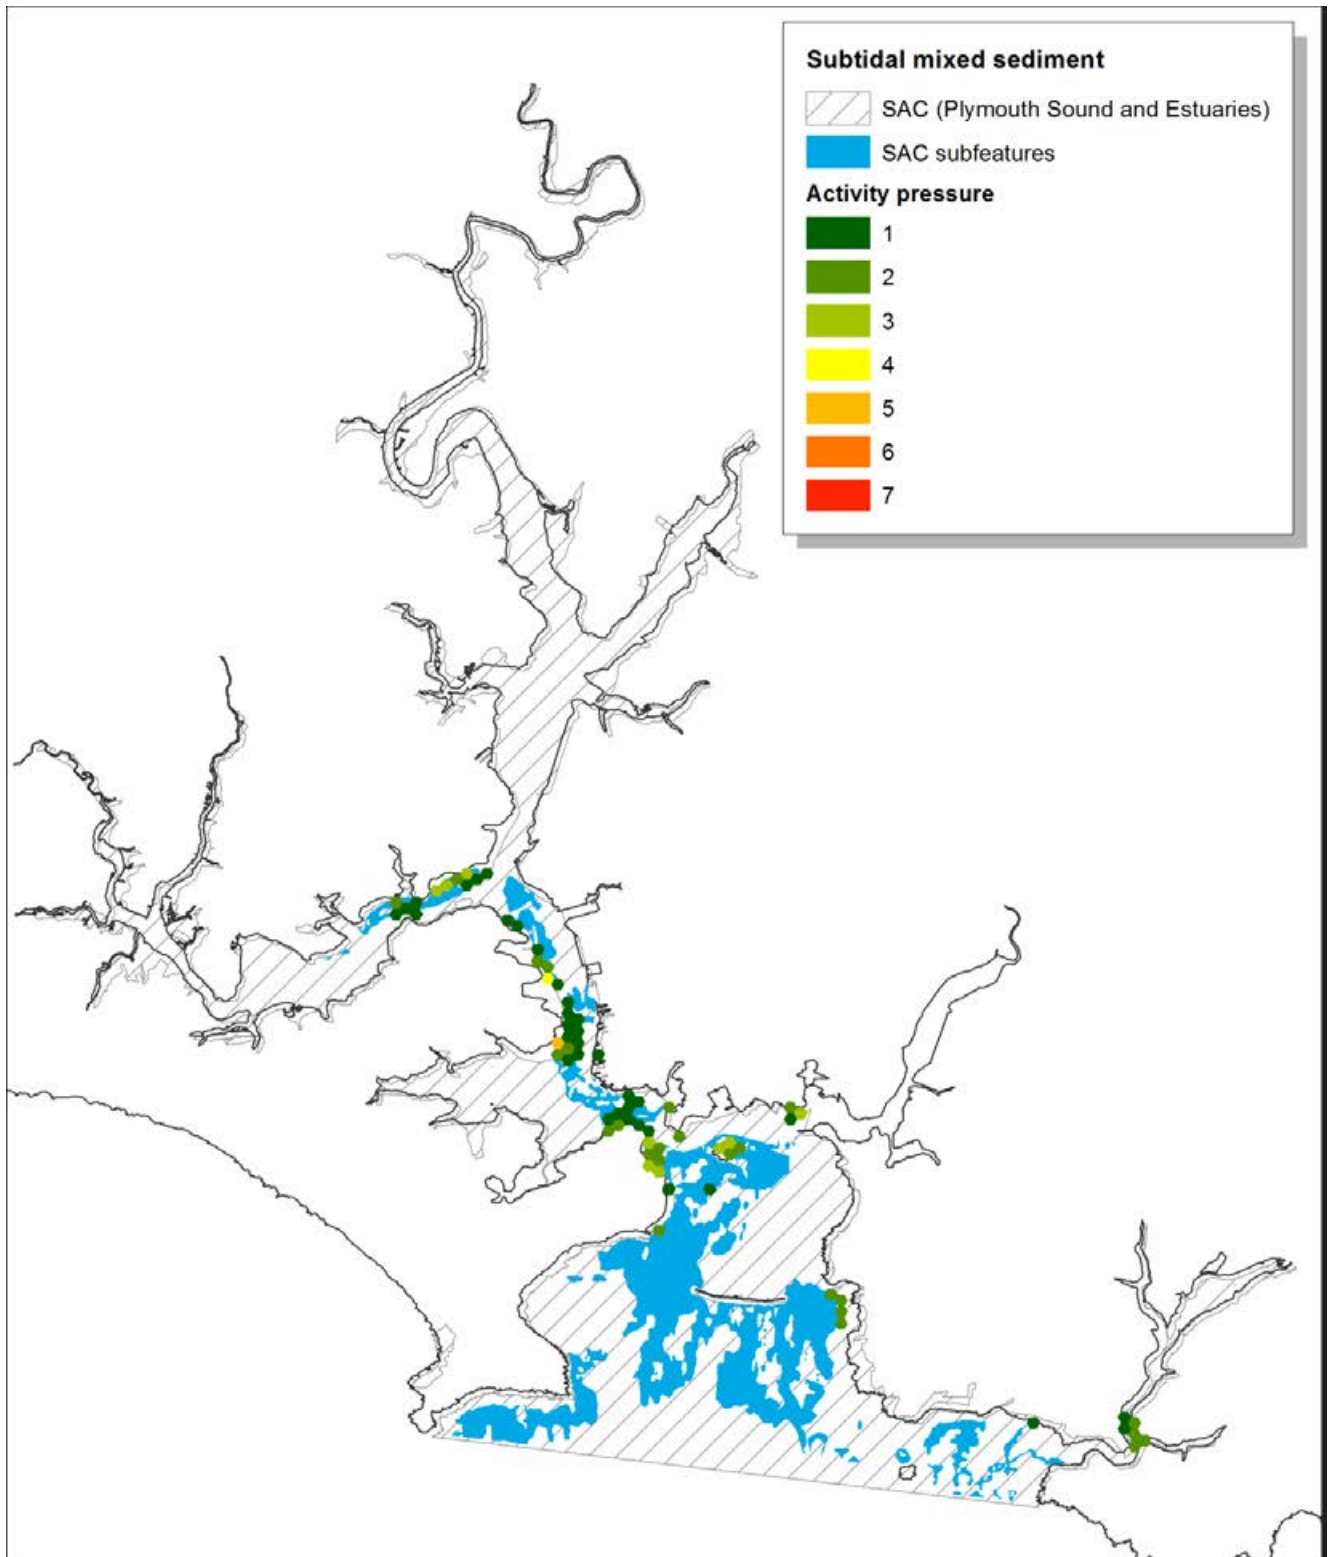 Subtidal mixed sediment
SAC (Plymouth Sound and Estuaries)
SAC subfeatures
Activity pressure
1
2
3
4
5
6
7